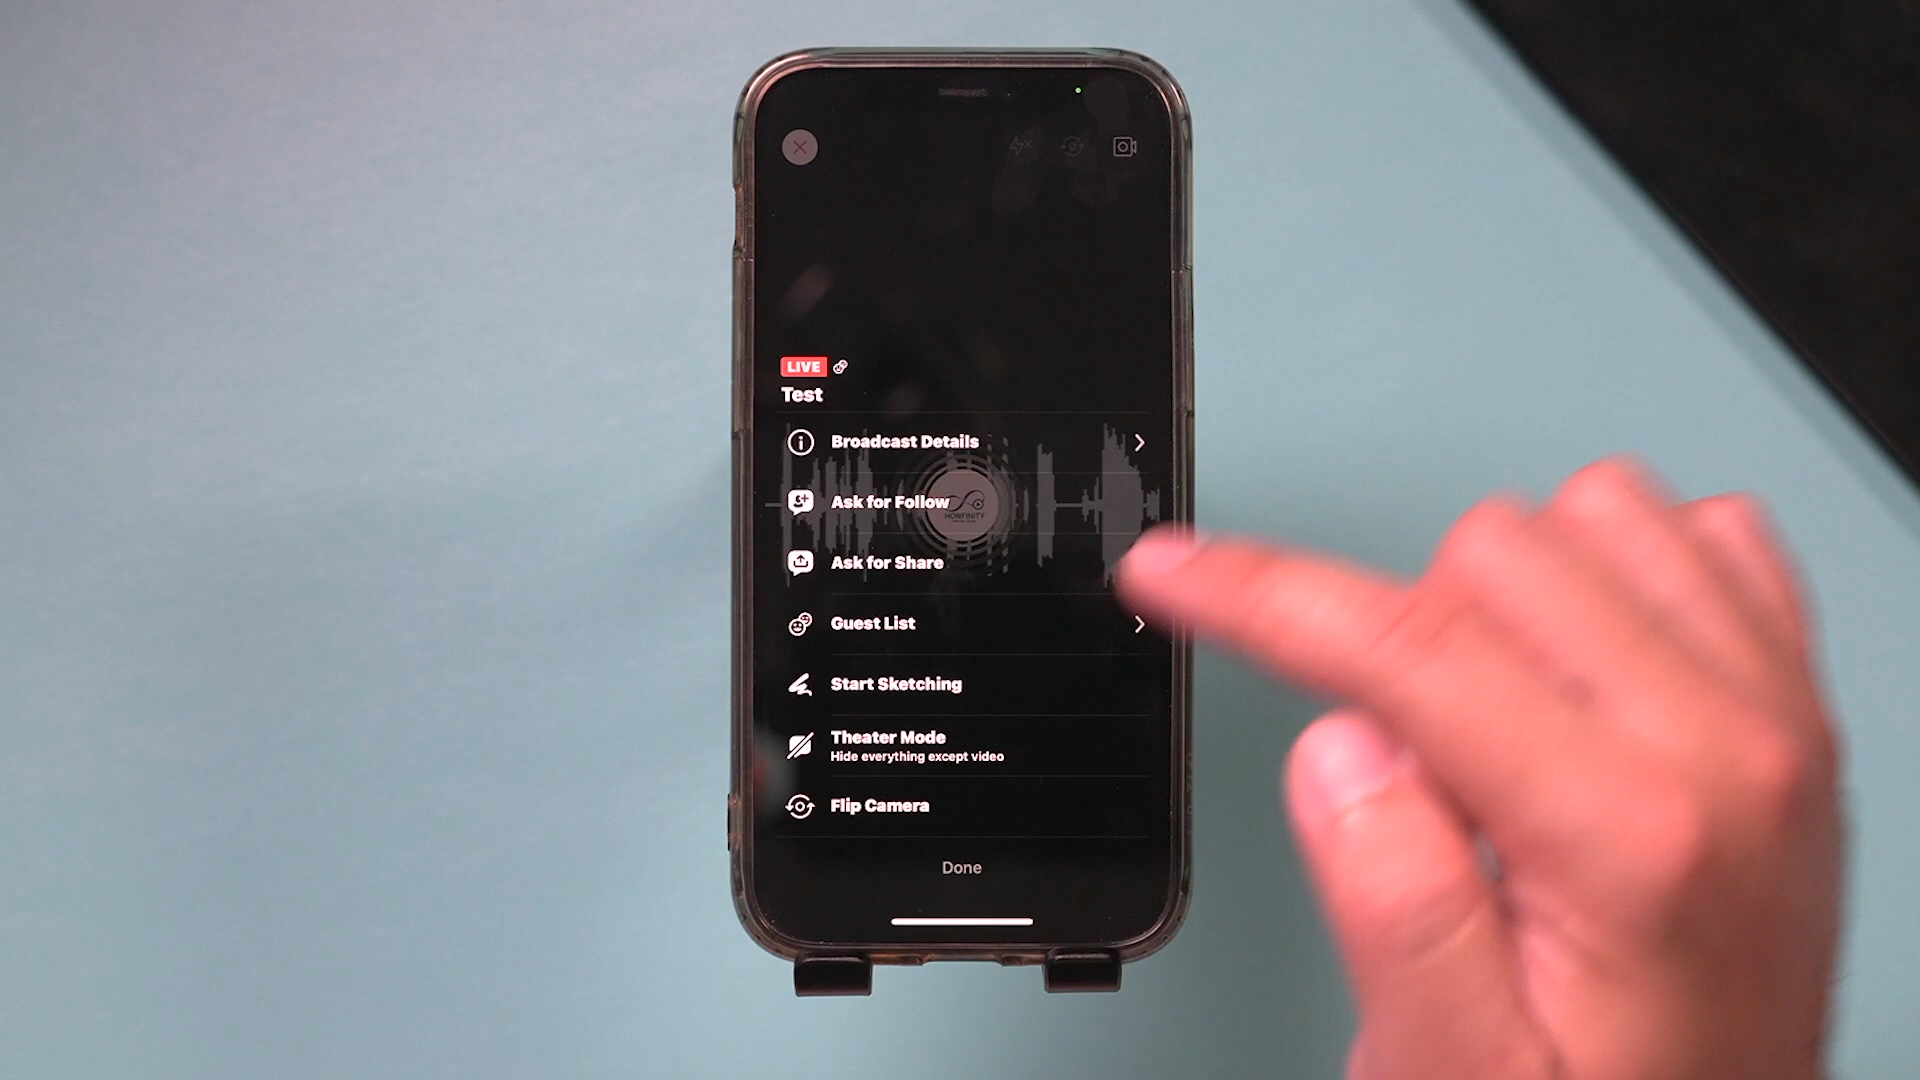 LIVE
Test
Broadcast Details
Ask for Follow
HOWFINITY
Ask for Share
Guest List
Start Sketching
Theater Mode
Hide everything except video
Flip Camera
Done